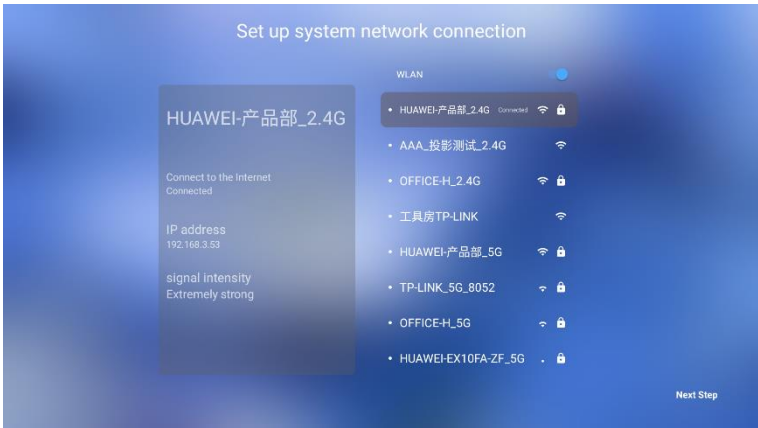 Set up system network connection
WLAN
HUAWEI-产品部_2.4G
Connect to the Internet
Connected
IP address
192.168.3.53
signal intensity
Extremely strong
• HUAWEI-产品部_2.4G Connected
• AAA_投影测试_2.4G
• OFFICE-H_2.4G
• 工具房TP-LINK
• HUAWEI-产品部_5G
• TP-LINK_5G_8052
• OFFICE-H_5G
• HUAWEI-EX10FA-ZF_5G
Next Step